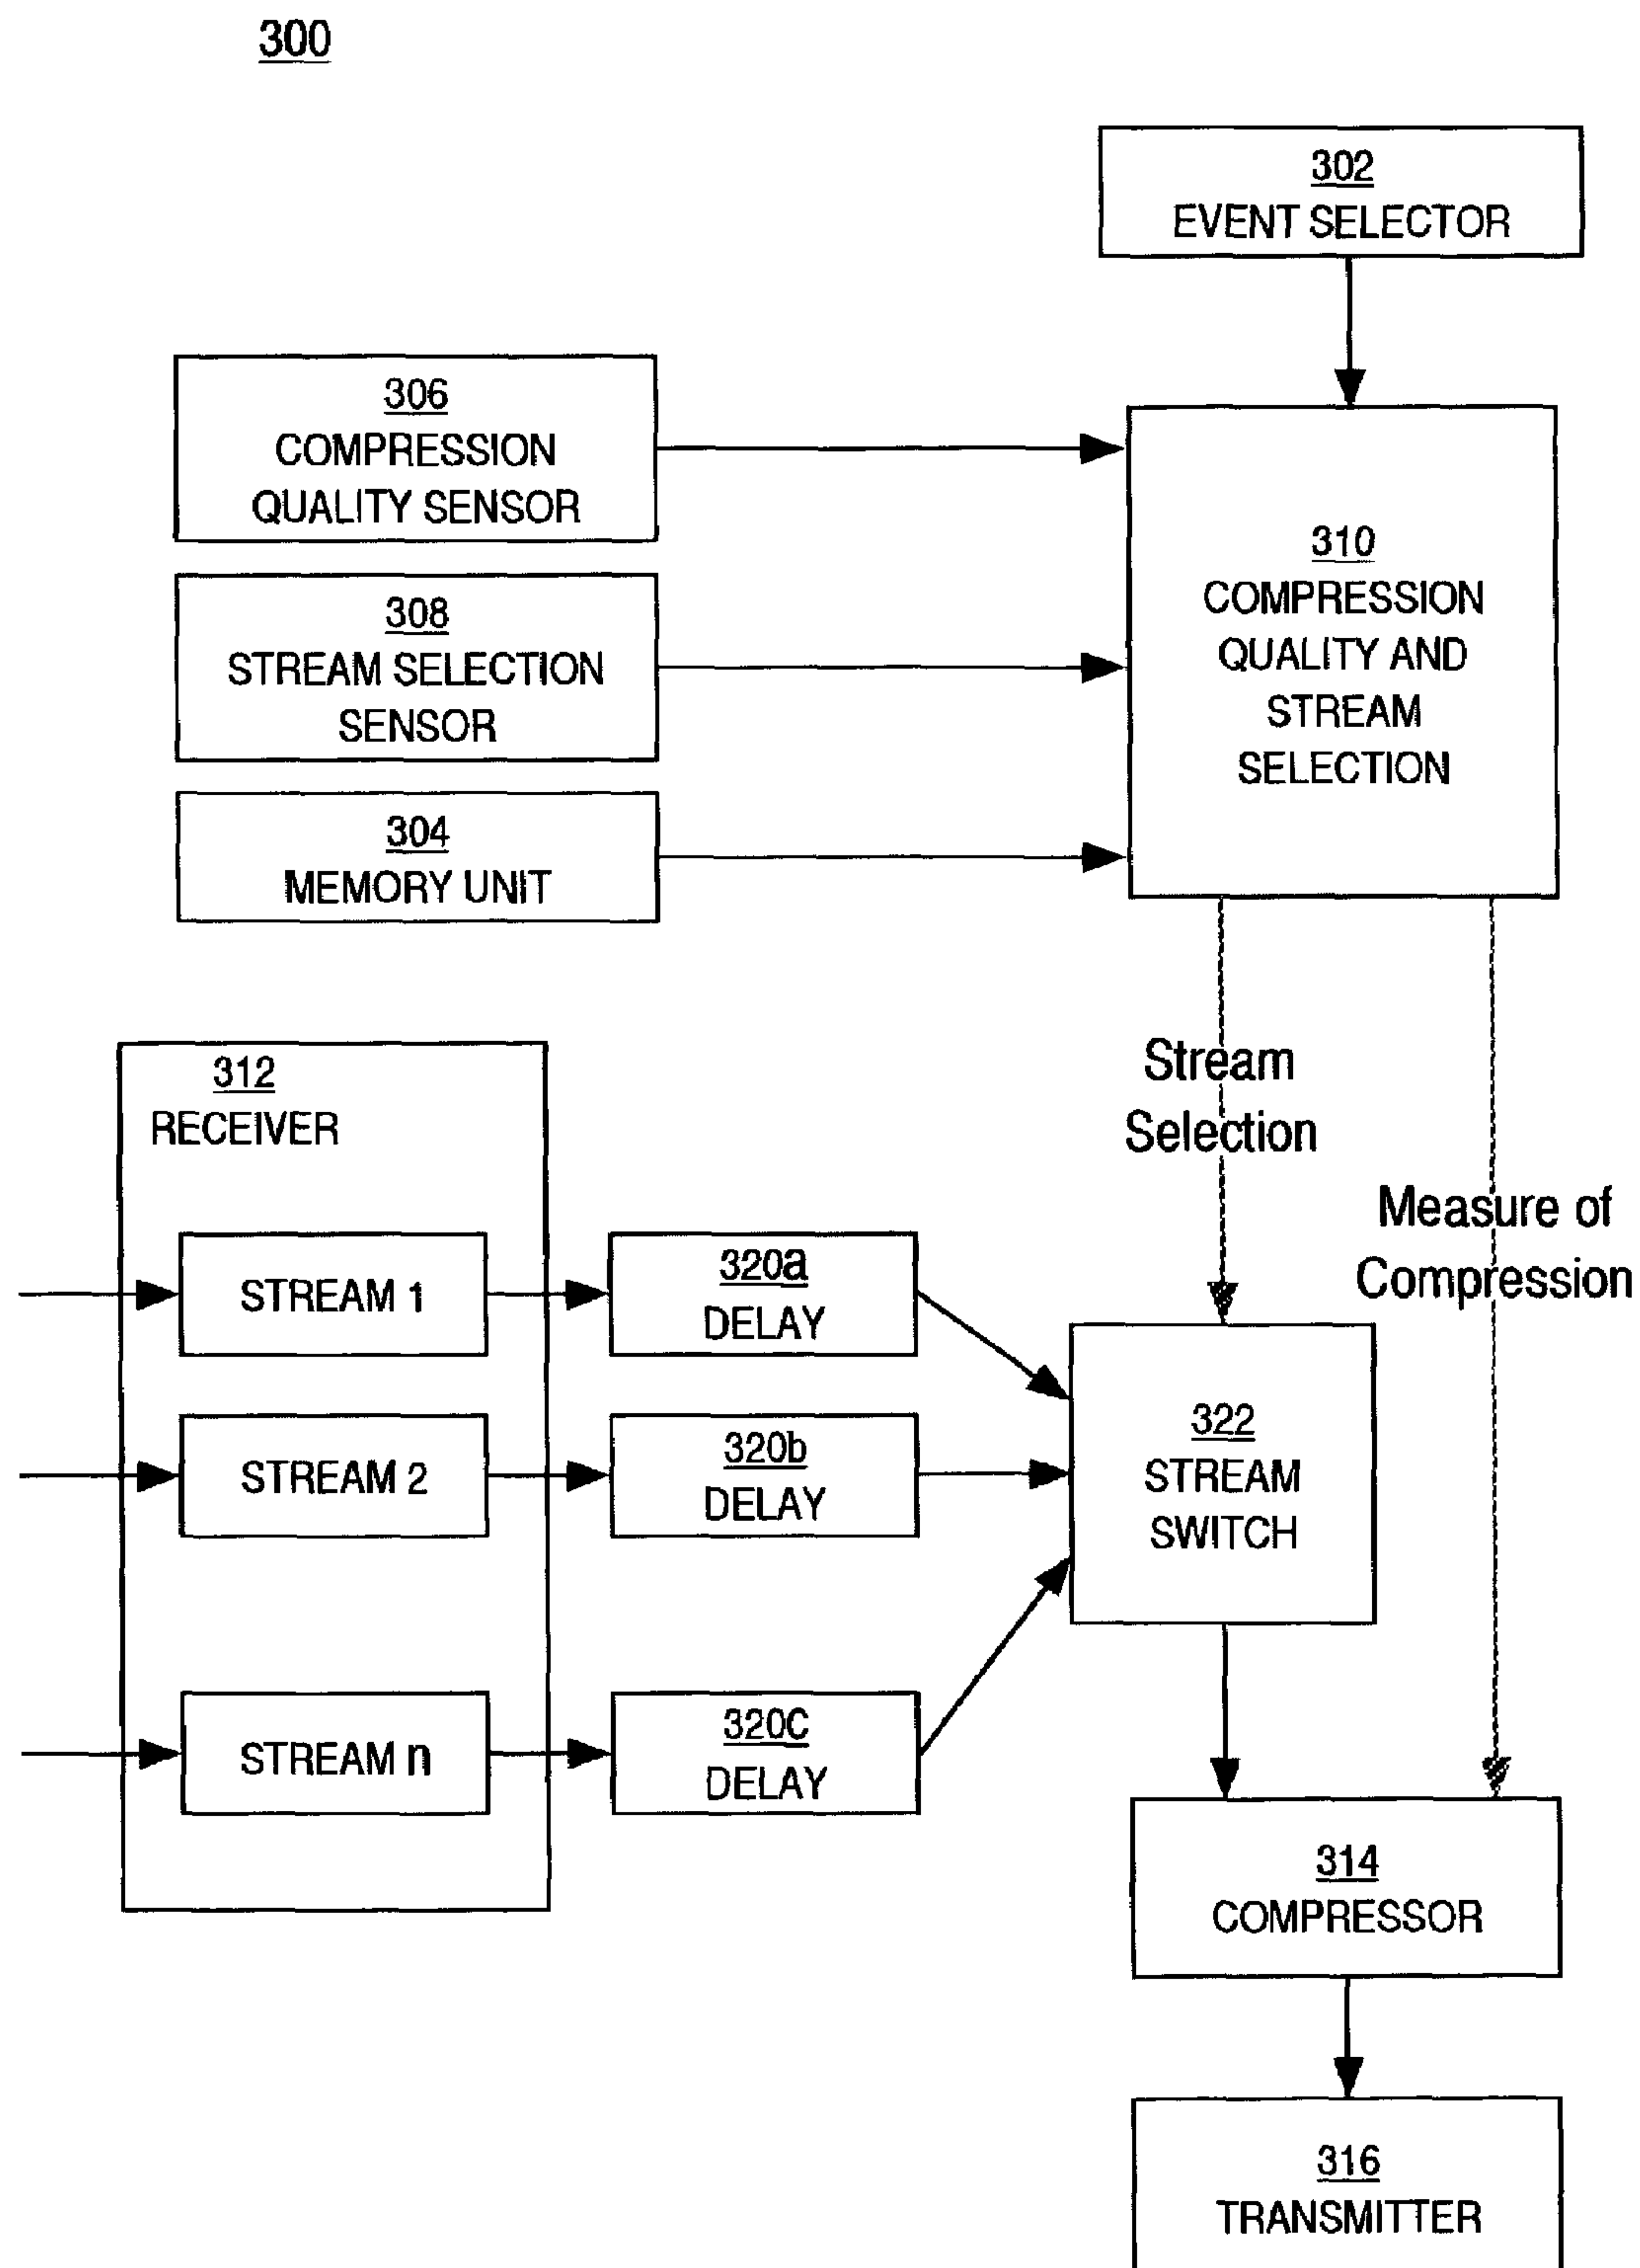 300
302
EVENT SELECTOR
306
COMPRESSION
QUALITY SENSOR
308
STREAM SELECTION
SENSOR
304
MEMORY UNIT
310
COMPRESSION
QUALITY AND
STREAM
SELECTION
Stream
Selection
Measure of
Compression
312
RECEIVER
STREAM 1
320a
DELAY
STREAM 2
320b
DELAY
STREAM n
320c
DELAY
322
STREAM
SWITCH
314
COMPRESSOR
316
TRANSMITTER